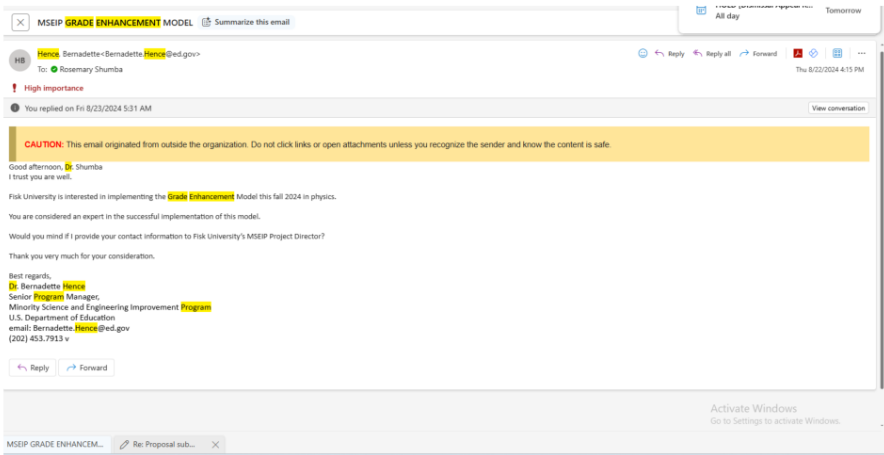 MSEIP GRADE ENHANCEMENT MODEL Summarize this email
All day
Tomorrow
HB
Hence, Bernadette<Bernadette.Hence@ed.gov>
To: Rosemary Shumba
Reply Reply all Forward
Thu 8/22/2024 4:15 PM
High importance
You replied on Fri 8/23/2024 5:31 AM
View conversation
CAUTION: This email originated from outside the organization. Do not click links or open attachments unless you recognize the sender and know the content is safe.
Good afternoon, Dr. Shumba
I trust you are well.
Fisk University is interested in implementing the Grade Enhancement Model this fall 2024 in physics.
You are considered an expert in the successful implementation of this model.
Would you mind if I provide your contact information to Fisk University's MSEIP Project Director?
Thank you very much for your consideration.
Best regards,
Dr. Bernadette Hence
Senior Program Manager,
Minority Science and Engineering Improvement Program
U.S. Department of Education
email: Bernadette.Hence@ed.gov
(202) 453.7913 v
Reply Forward
Activate Windows
Go to Settings to activate Windows.
MSEIP GRADE ENHANCEM... Re: Proposal sub...